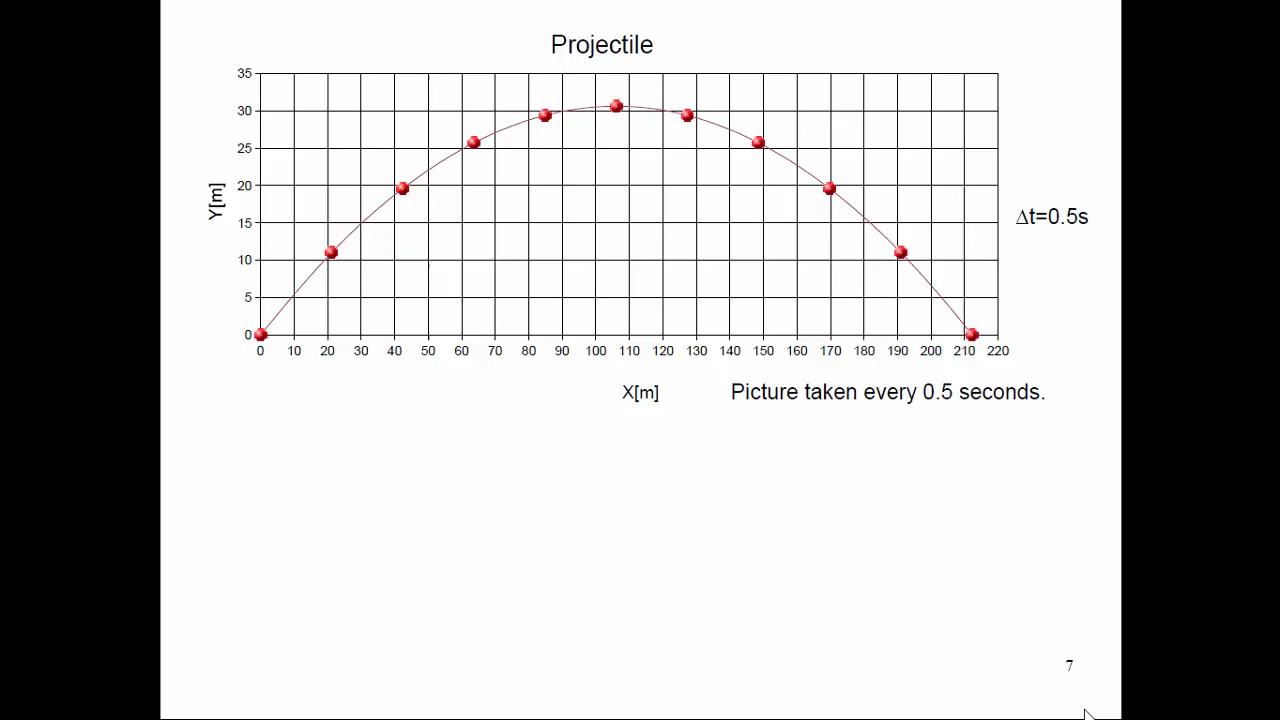 Projectile
35
30
25
20
15
10
5
0
Y[m]
Δt=0.5s
0 10 20 30 40 50 60 70 80 90 100 110 120 130 140 150 160 170 180 190 200 210 220
X[m]
Picture taken every 0.5 seconds.
7